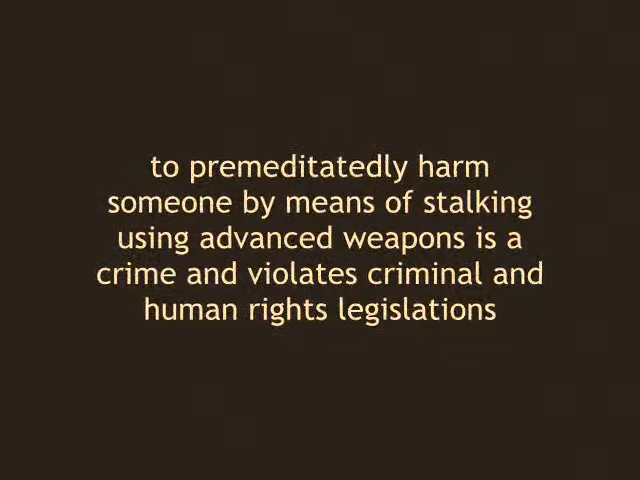 to premeditatedly harm
someone by means of stalking
using advanced weapons is a
crime and violates criminal and
human rights legislations